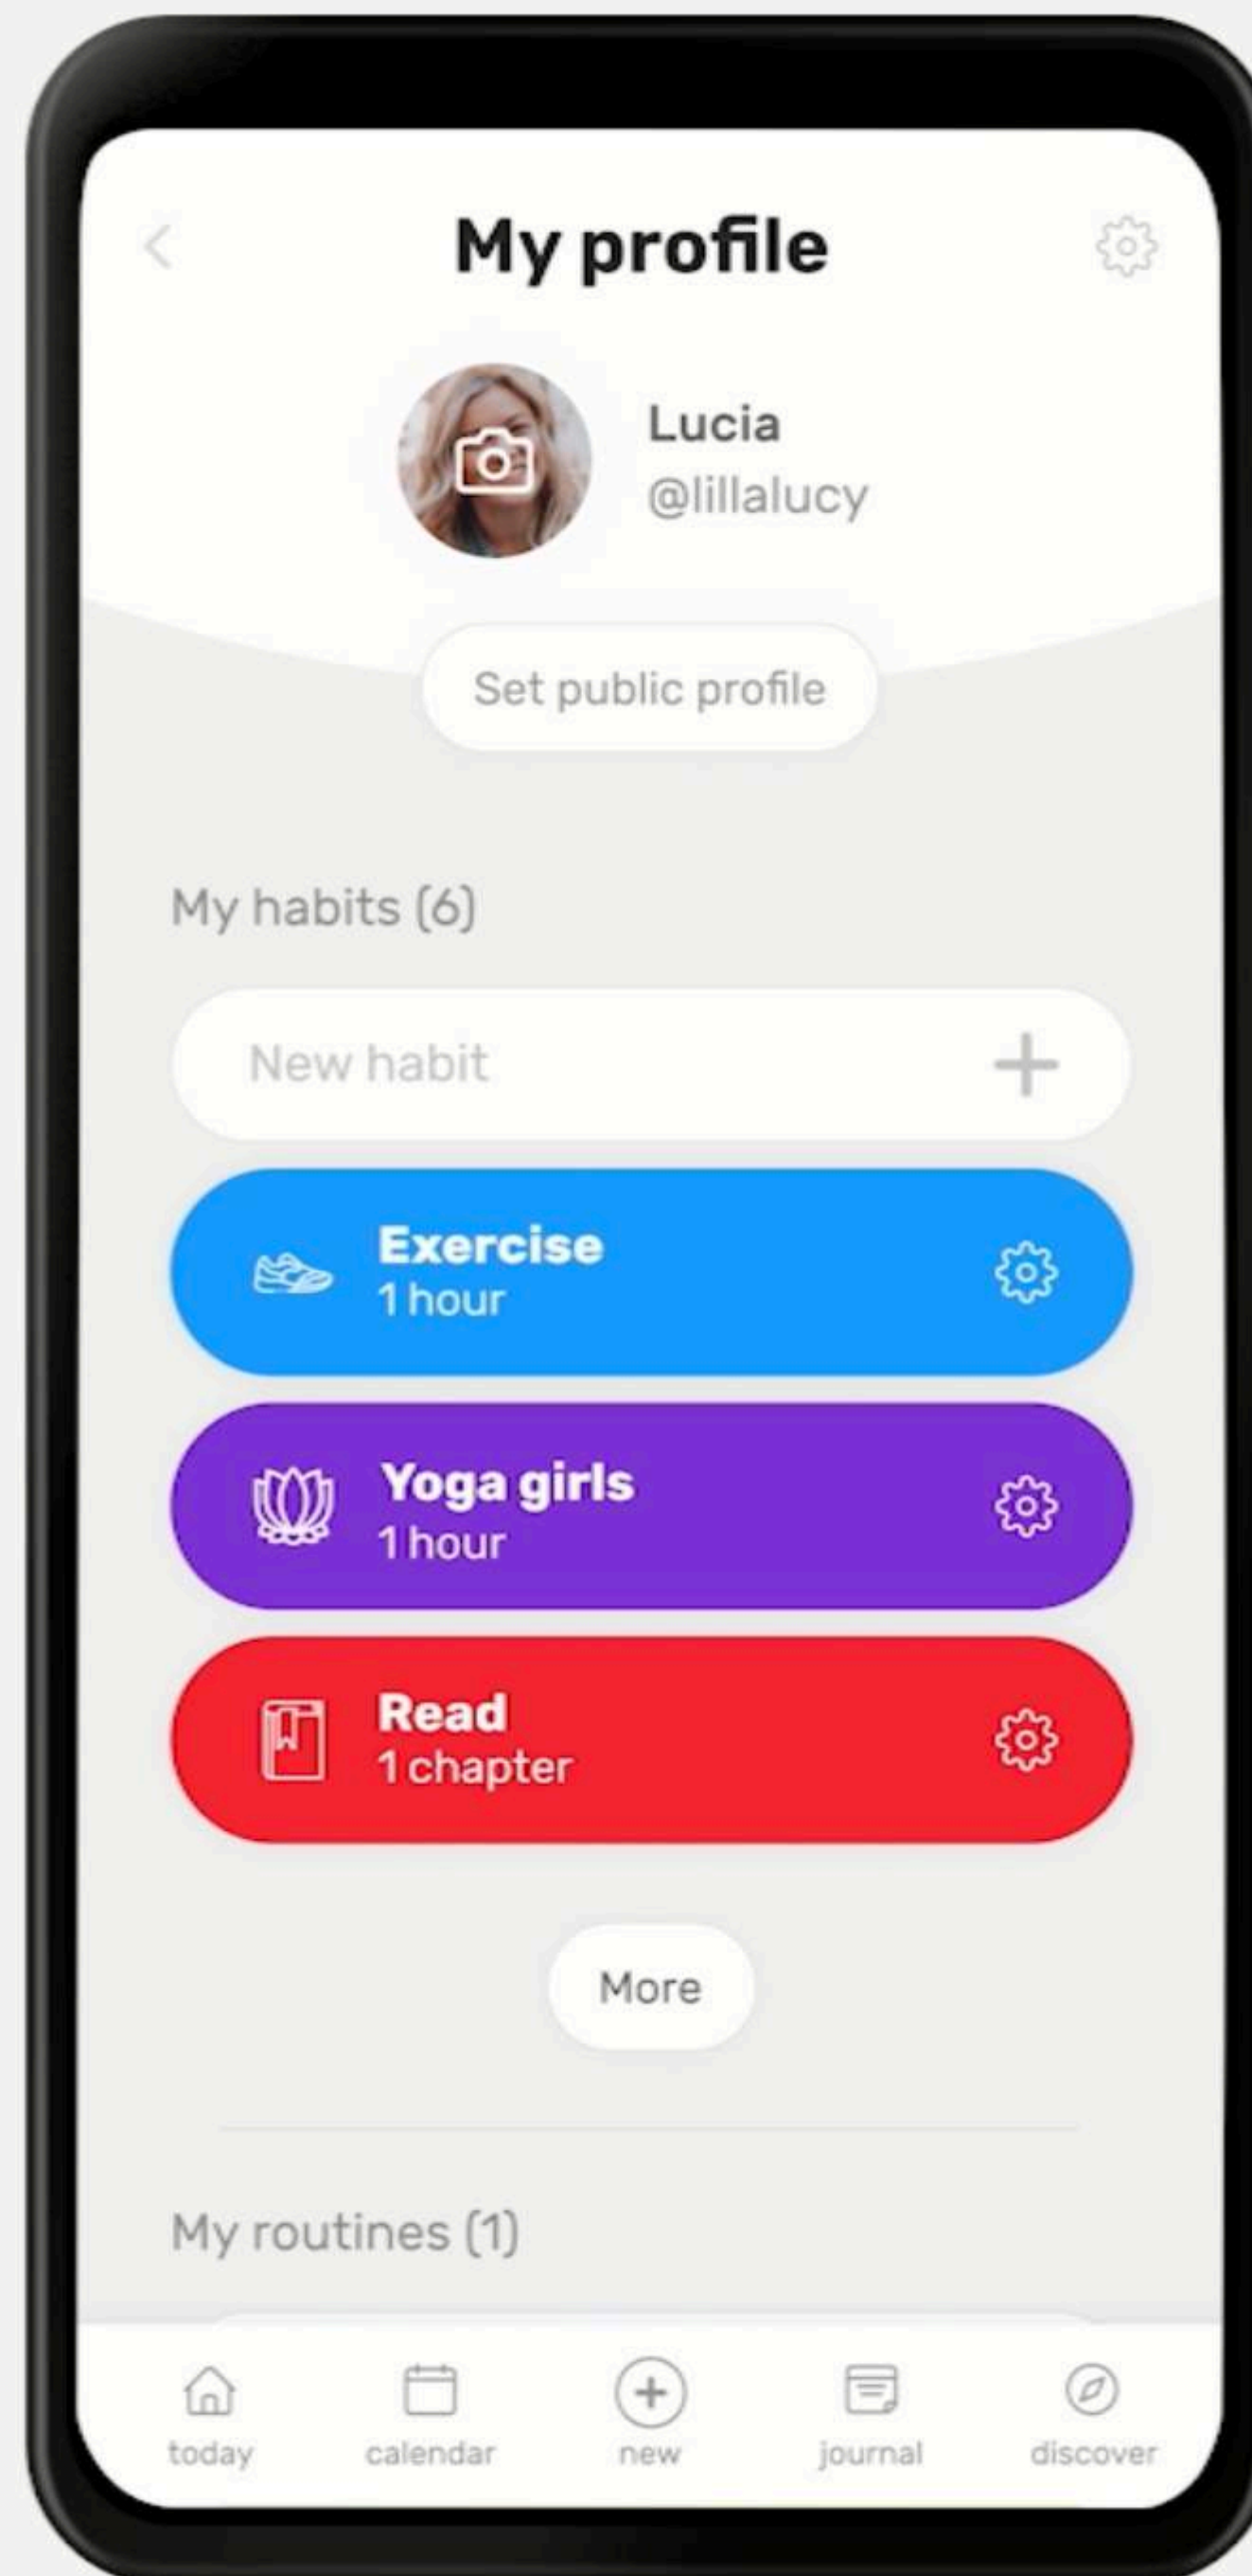 My profile
Lucia
@lillalucy
Set public profile
My habits (6)
New habit
Exercise
1 hour
Yoga girls
1 hour
Read
1 chapter
More
My routines (1)
today calendar new journal discover